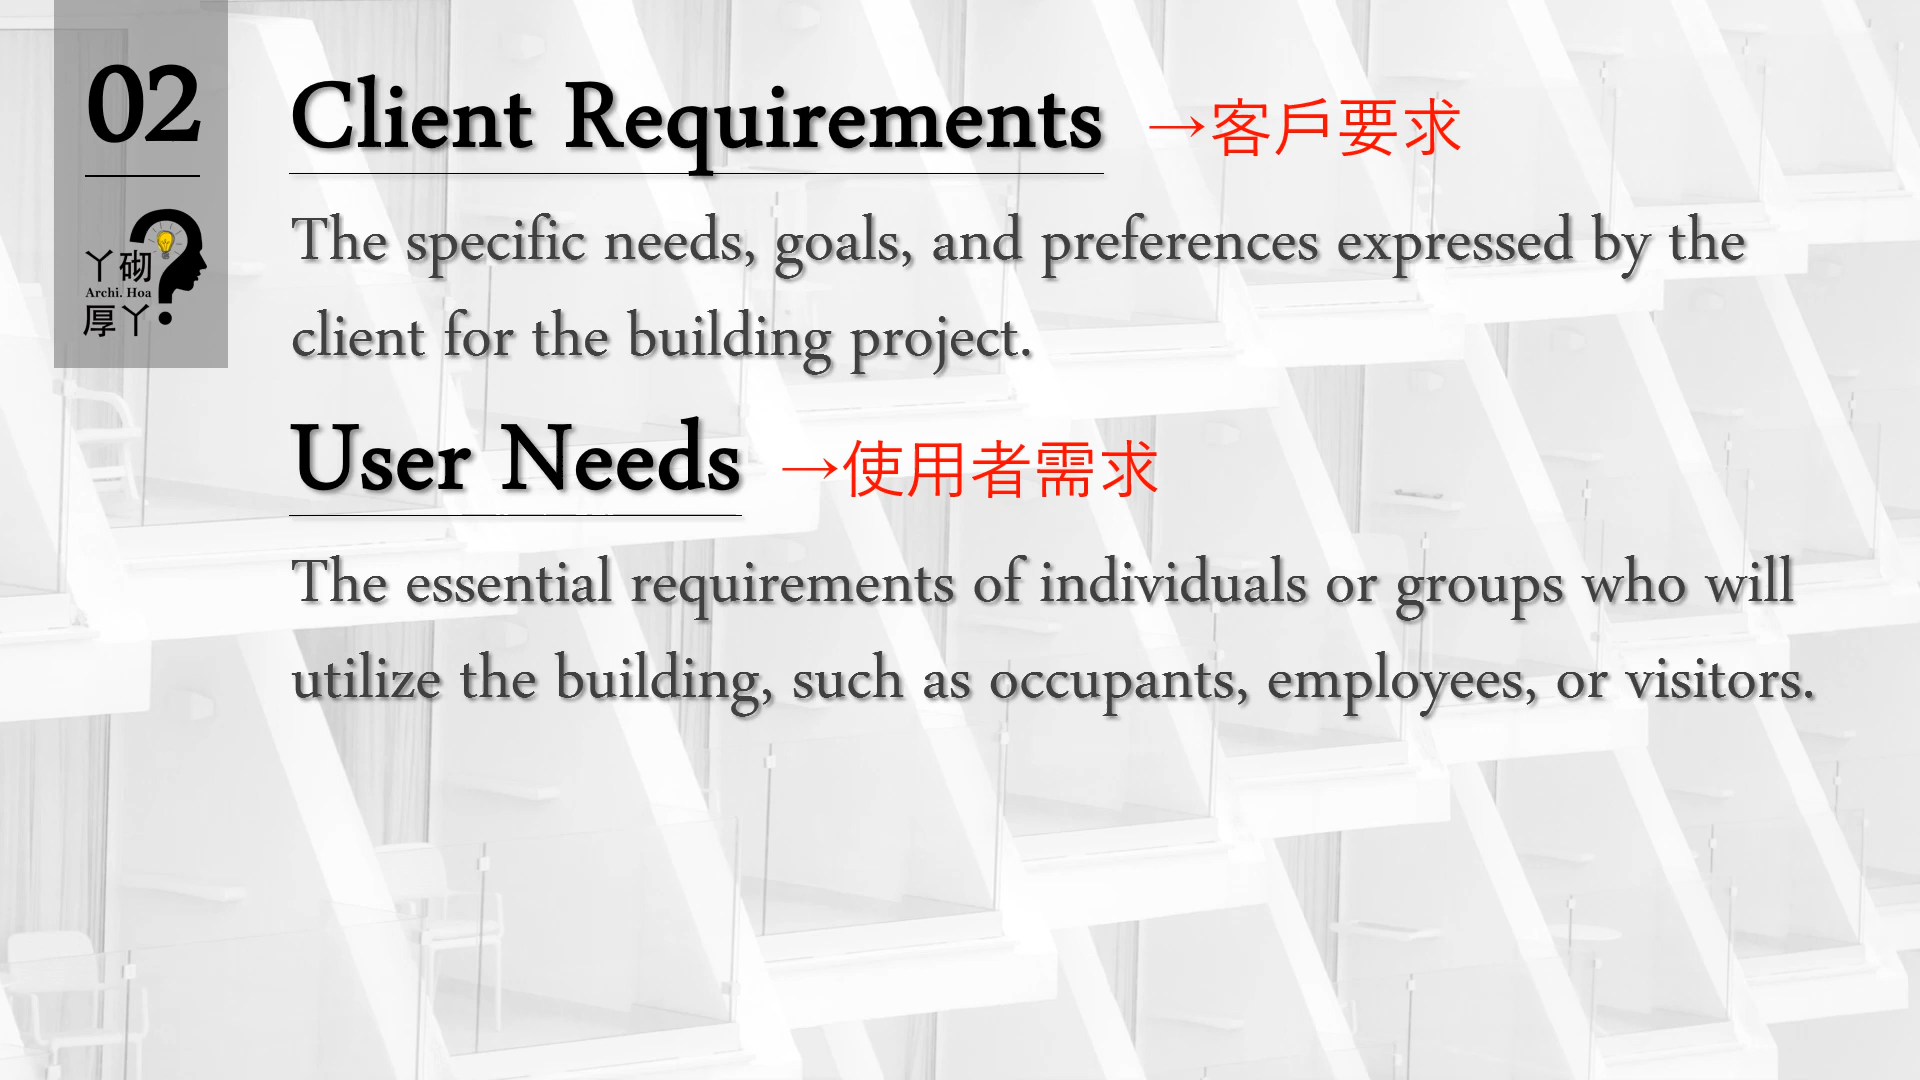 02
丫砌
Archi. Hoa
厚丫
Client Requirements →客戶要求
The specific needs, goals, and preferences expressed by the
client for the building project.
User Needs →使用者需求
The essential requirements of individuals or groups who will
utilize the building, such as occupants, employees, or visitors.